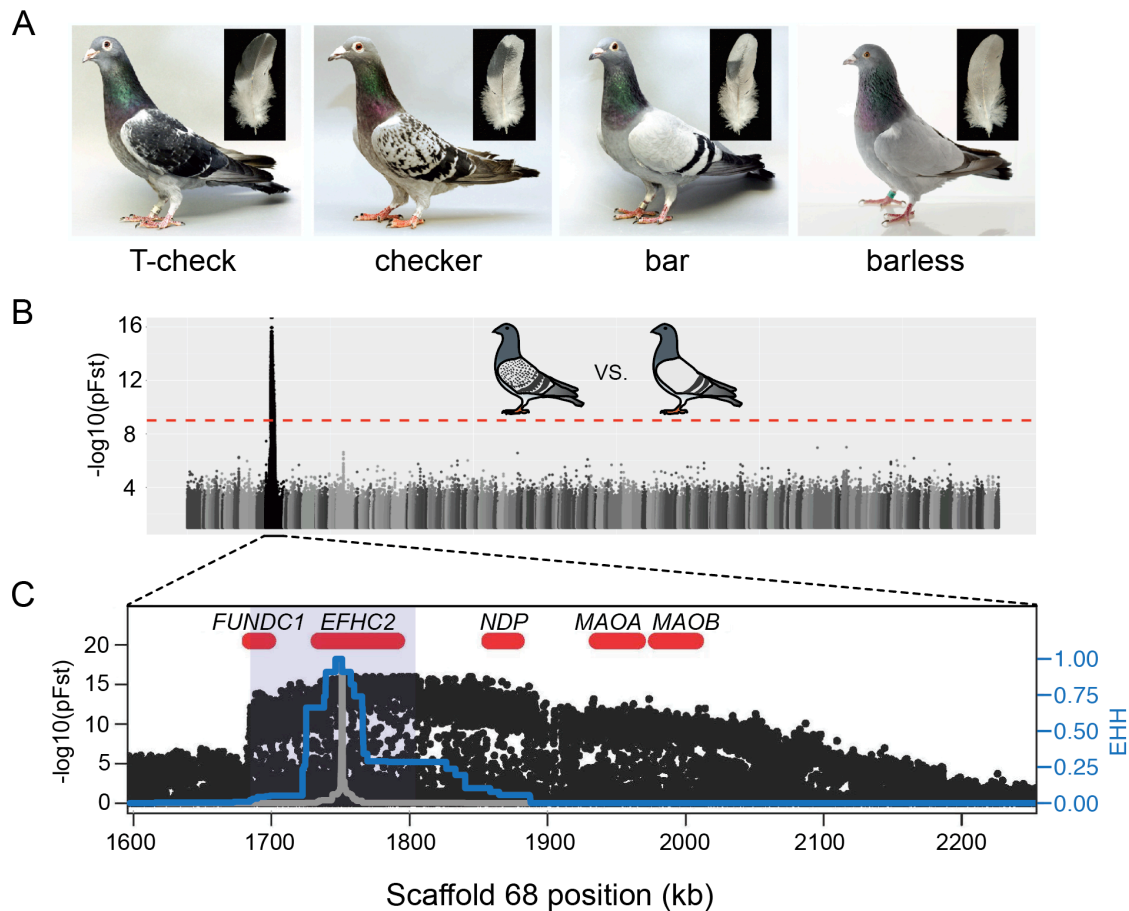 A
T-check checker bar barless
B
16
12
8
4
-log10(pFst)
VS.
C
FUNDC1 EFHC2 NDP MAOA MAOB
20
15
10
5
0
-log10(pFst)
1.00
0.75
0.50
0.25
0.00
EHH
1600 1700 1800 1900 2000 2100 2200
Scaffold 68 position (kb)